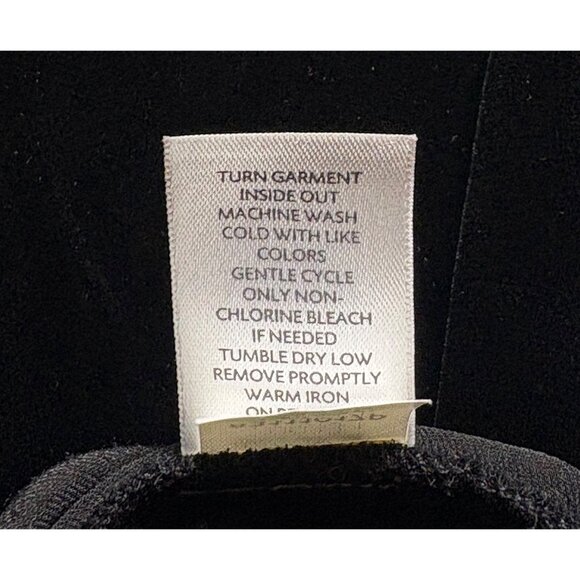 TURN GARMENT
INSIDE OUT
MACHINE WASH
COLD WITH LIKE
COLORS
GENTLE CYCLE
ONLY NON-
CHLORINE BLEACH
IF NEEDED
TUMBLE DRY LOW
REMOVE PROMPTLY
WARM IRON
ON